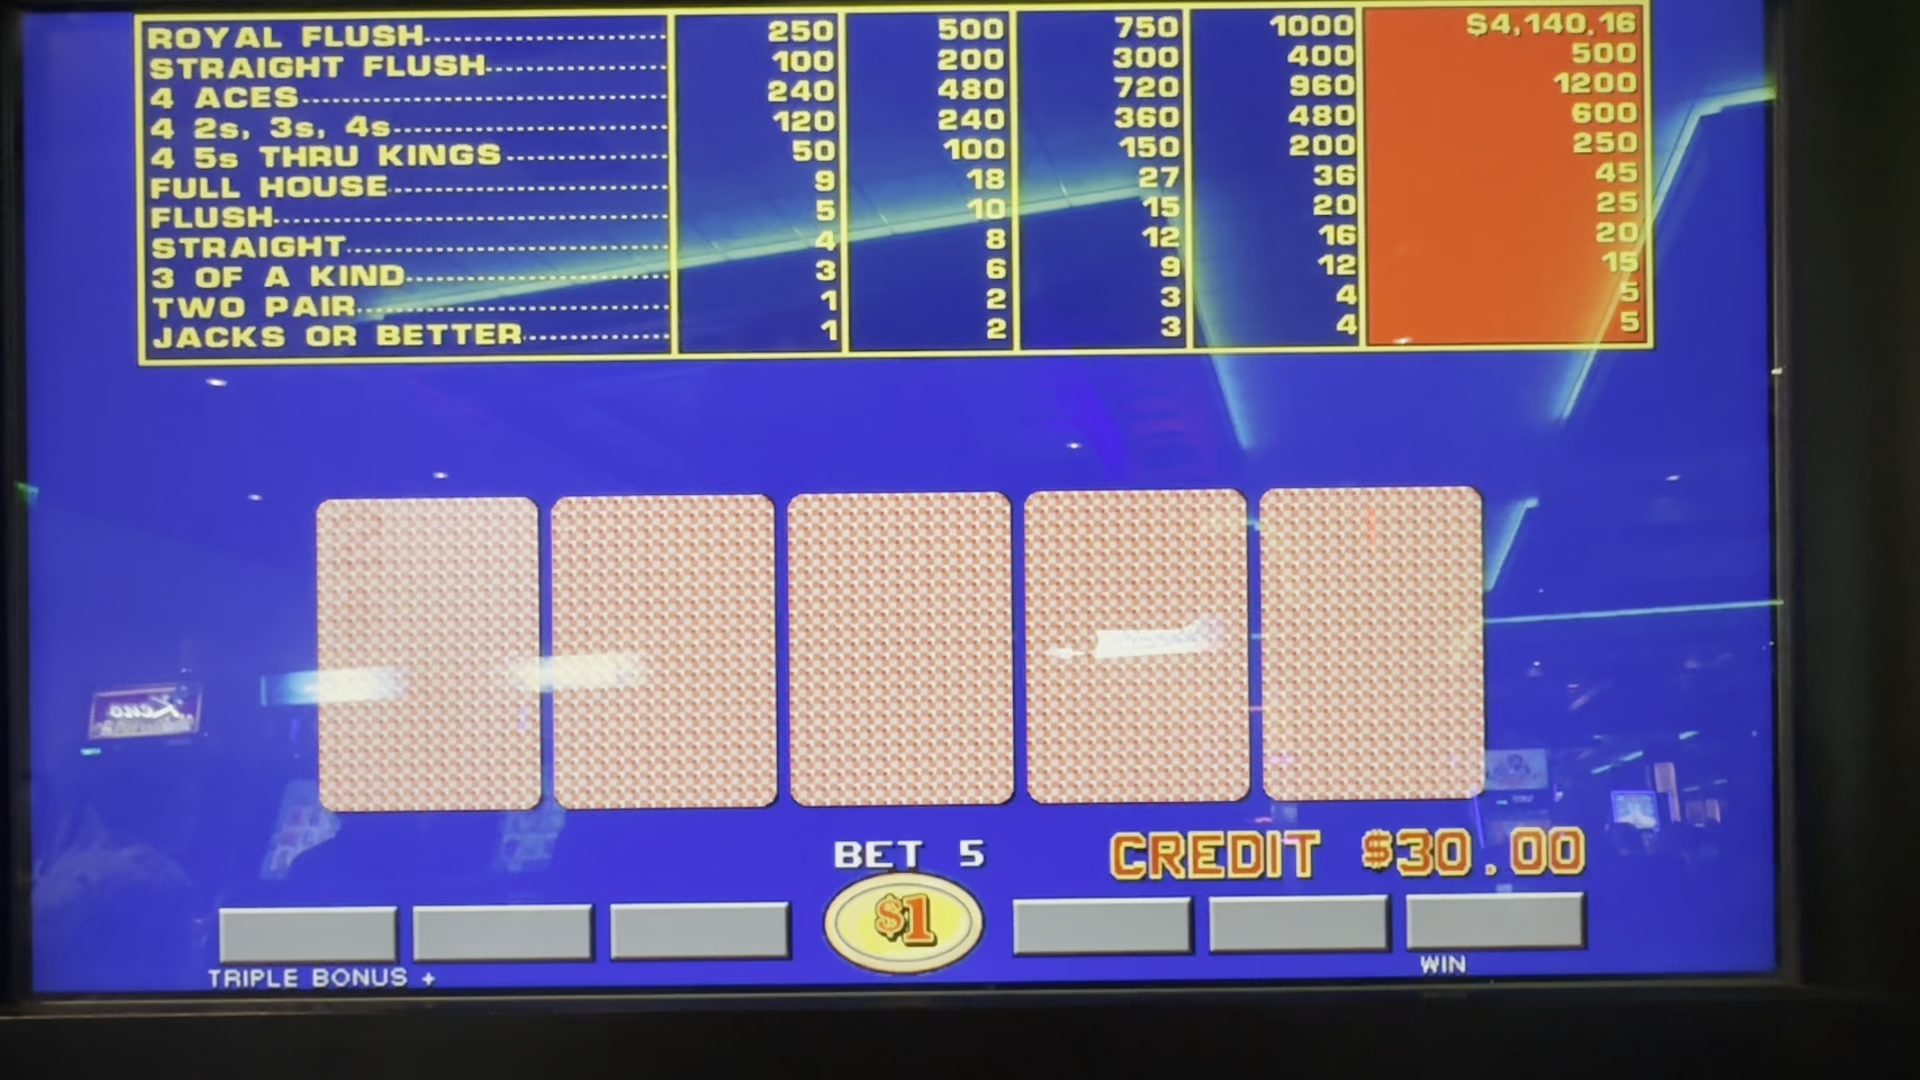 ROYAL FLUSH 250 500 750 1000 $4,140.16
STRAIGHT FLUSH 100 200 300 400 500
4 ACES 240 480 720 960 1200
4 2s, 3s, 4s 120 240 360 480 600
4 5s THRU KINGS 50 100 150 200 250
FULL HOUSE 9 18 27 36 45
FLUSH 5 10 15 20 25
STRAIGHT 4 8 12 16 20
3 OF A KIND 3 6 9 12 15
TWO PAIR 1 2 3 4 5
JACKS OR BETTER 1 2 3 4 5
Keno
BET 5
CREDIT $30.00
$1
TRIPLE BONUS +
WIN